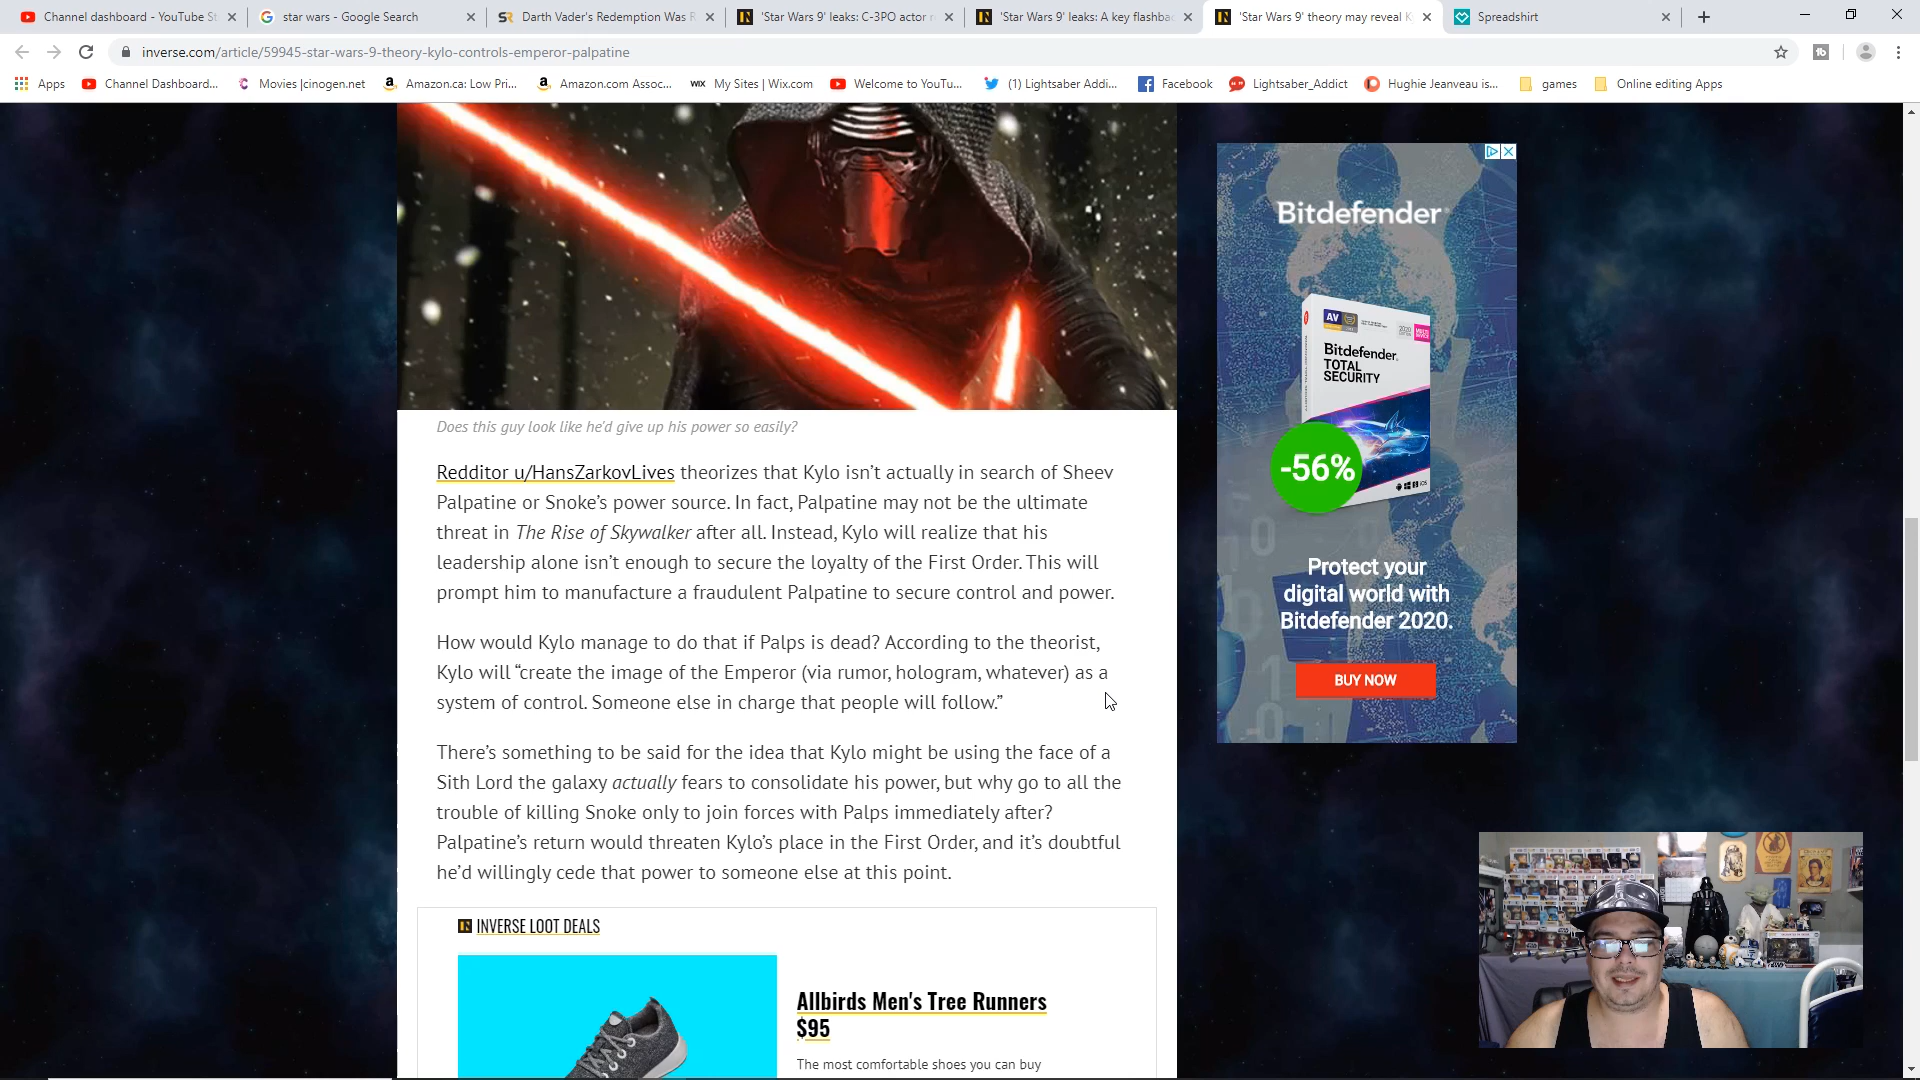 Channel dashboard - YouTube St
star wars - Google Search
Darth Vader's Redemption Was R
'Star Wars 9' leaks: C-3PO actor n
'Star Wars 9' leaks: A key flashba
'Star Wars 9' theory may reveal K
Spreadshirt
inverse.com/article/59945-star-wars-9-theory-kylo-controls-emperor-palpatine
Apps
Channel Dashboard...
Movies |cinogen.net
Amazon.ca: Low Pri...
Amazon.com Assoc...
WIX
My Sites | Wix.com
Welcome to YouTu...
(1) Lightsaber Addi...
Facebook
Lightsaber_Addict
Hughie Jeanveau is...
games
Online editing Apps
Does this guy look like he'd give up his power so easily?
Redditor u/HansZarkovLives theorizes that Kylo isn’t actually in search of Sheev
Palpatine or Snoke’s power source. In fact, Palpatine may not be the ultimate
threat in The Rise of Skywalker after all. Instead, Kylo will realize that his
leadership alone isn’t enough to secure the loyalty of the First Order. This will
prompt him to manufacture a fraudulent Palpatine to secure control and power.
How would Kylo manage to do that if Palps is dead? According to the theorist,
Kylo will “create the image of the Emperor (via rumor, hologram, whatever) as a
system of control. Someone else in charge that people will follow.”
There’s something to be said for the idea that Kylo might be using the face of a
Sith Lord the galaxy actually fears to consolidate his power, but why go to all the
trouble of killing Snoke only to join forces with Palps immediately after?
Palpatine’s return would threaten Kylo’s place in the First Order, and it’s doubtful
he’d willingly cede that power to someone else at this point.
INVERSE LOOT DEALS
Allbirds Men's Tree Runners
$95
The most comfortable shoes you can buy
Bitdefender
AV
2020
Bitdefender
TOTAL
SECURITY
-56%
Protect your
digital world with
Bitdefender 2020.
BUY NOW